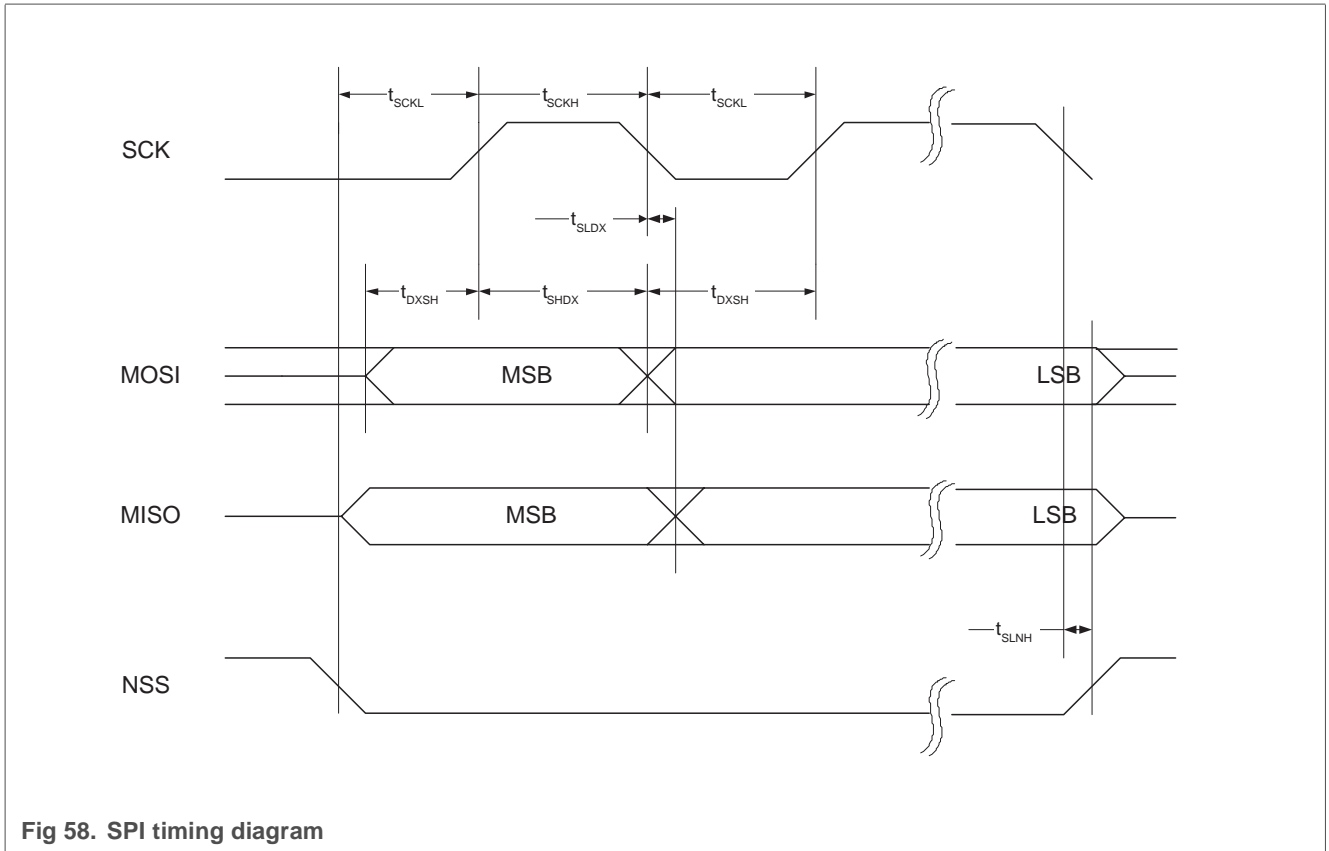 tSCKL tSCKH tSCKL
SCK
tSLDX
tDXSH tSHDX tDXSH
MOSI MSB LSB
MISO MSB LSB
tSLNH
NSS
Fig 58. SPI timing diagram